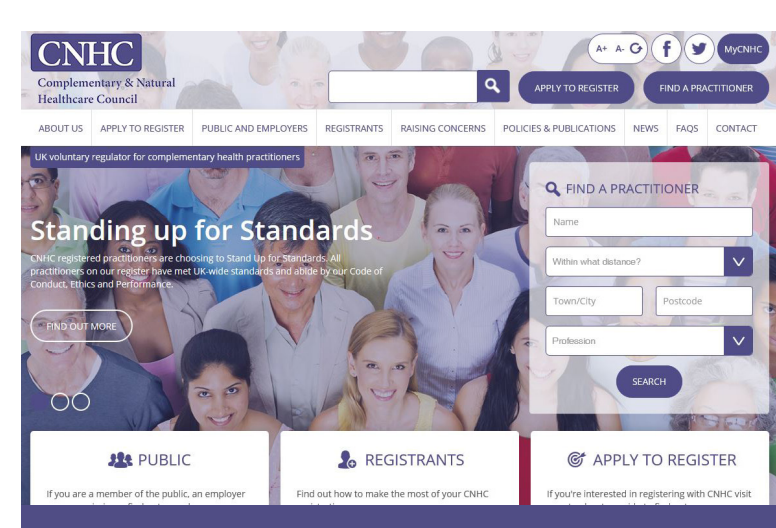 CNHC
Complementary & Natural
Healthcare Council
A+ A-
f
MyCNHC
APPLY TO REGISTER
FIND A PRACTITIONER
ABOUT US
APPLY TO REGISTER
PUBLIC AND EMPLOYERS
REGISTRANTS
RAISING CONCERNS
POLICIES & PUBLICATIONS
NEWS
FAQS
CONTACT
UK voluntary regulator for complementary health practitioners
Standing up for Standards
CNHC registered practitioners are choosing to Stand Up for Standards. All
practitioners on our register have met UK-wide standards and abide by our Code of
Conduct, Ethics and Performance.
FIND OUT MORE
FIND A PRACTITIONER
Name
Within what distance?
Town/City
Postcode
Profession
SEARCH
PUBLIC
If you are a member of the public, an employer
REGISTRANTS
Find out how to make the most of your CNHC
APPLY TO REGISTER
If you're interested in registering with CNHC visit